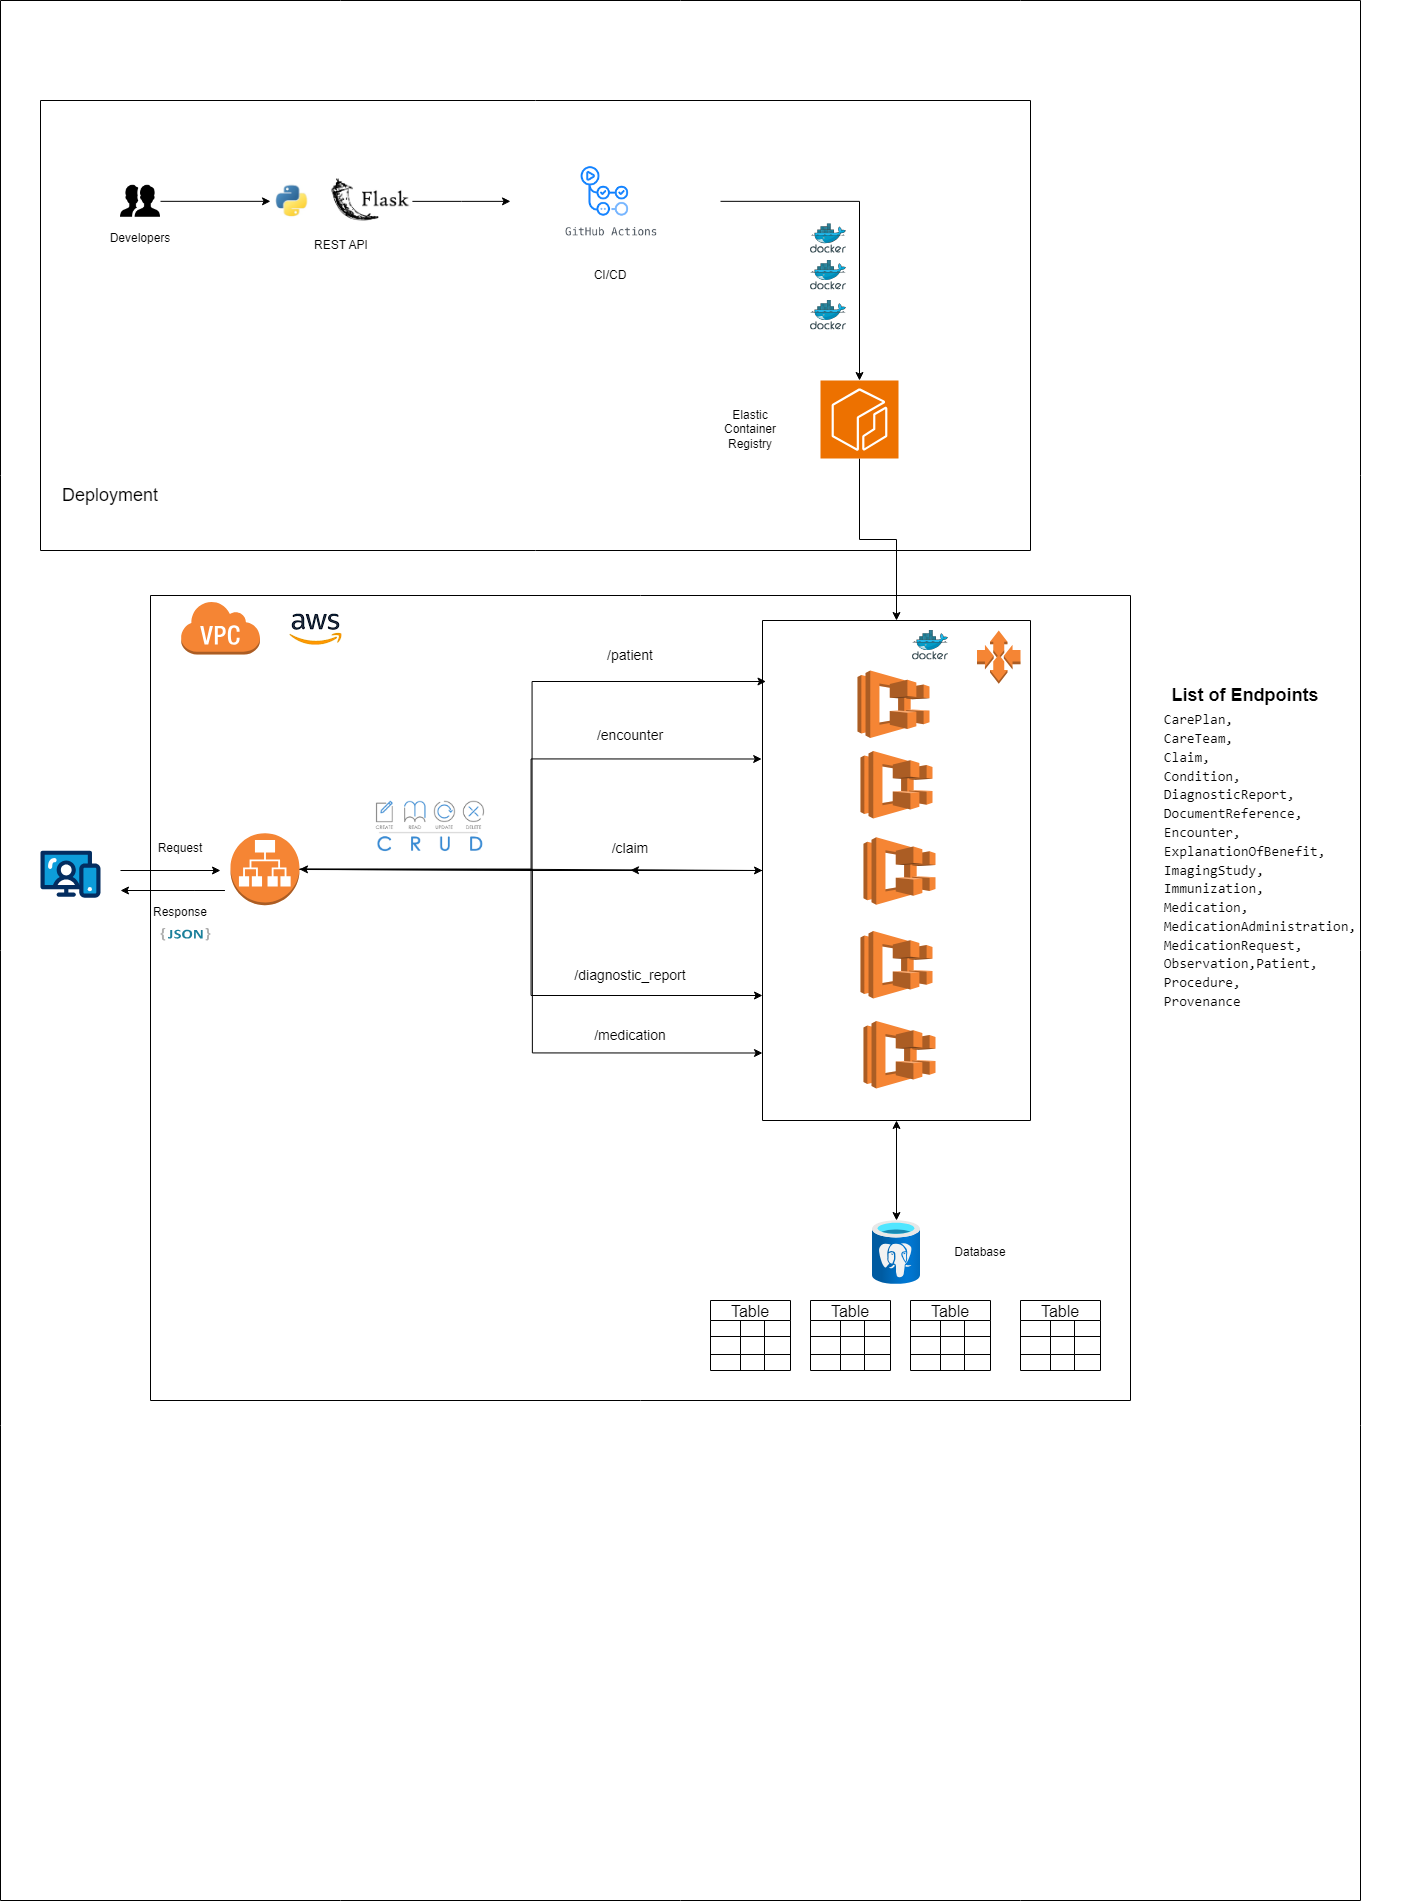 Flask
Developers
REST API
GitHub Actions
CI/CD
docker
docker
docker
Elastic
Container
Registry
Deployment
VPC
aws
docker
/patient
/encounter
CREATE READ UPDATE DELETE
C R U D
/claim
Request
Response
{JSON}
/diagnostic_report
/medication
List of Endpoints
CarePlan,
CareTeam,
Claim,
Condition,
DiagnosticReport,
DocumentReference,
Encounter,
ExplanationOfBenefit,
ImagingStudy,
Immunization,
Medication,
MedicationAdministration,
MedicationRequest,
Observation,Patient,
Procedure,
Provenance
Database
Table
Table
Table
Table